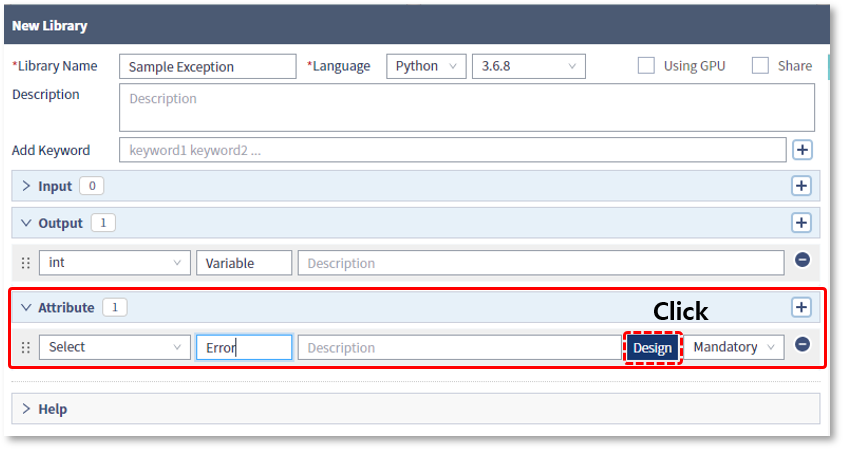 New Library
*Library Name Sample Exception *Language Python 3.6.8 Using GPU Share
Description Description
Add Keyword keyword1 keyword2 ...
Input 0
Output 1
int Variable Description
Attribute 1 Click
Select Error Description Design Mandatory
Help